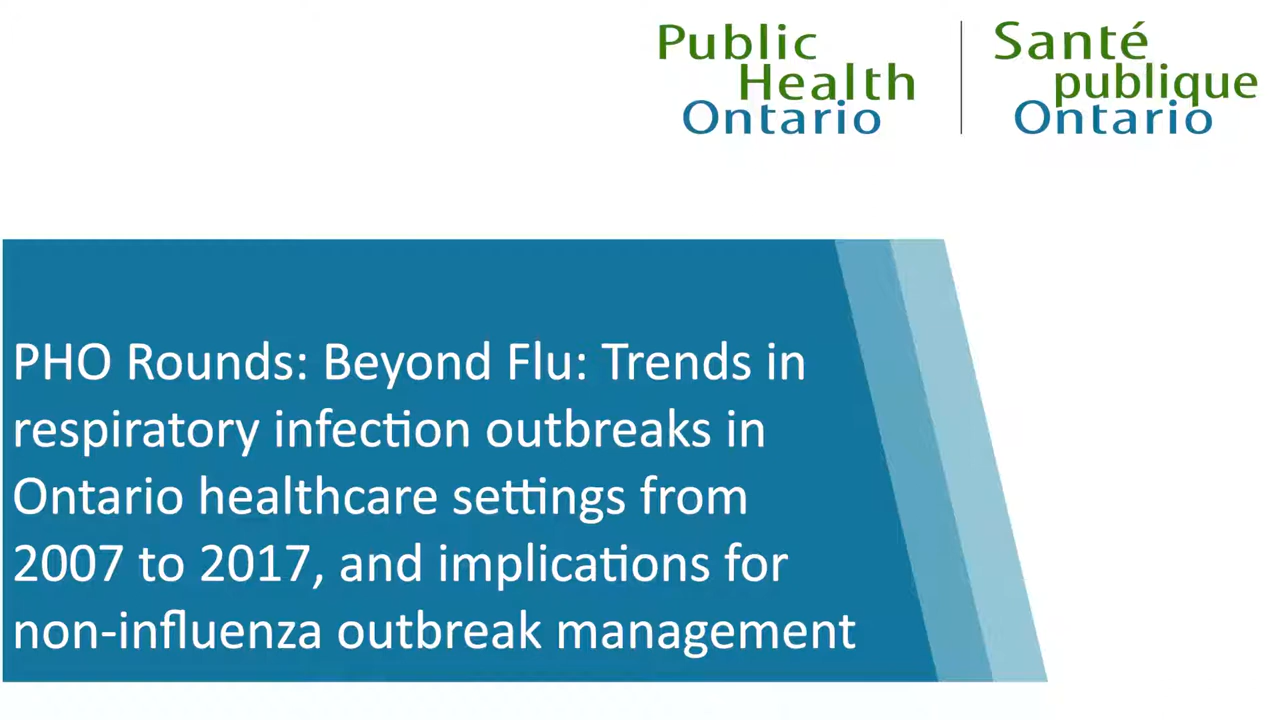 Public
Health
Ontario
Santé
publique
Ontario
PHO Rounds: Beyond Flu: Trends in
respiratory infection outbreaks in
Ontario healthcare settings from
2007 to 2017, and implications for
non-influenza outbreak management